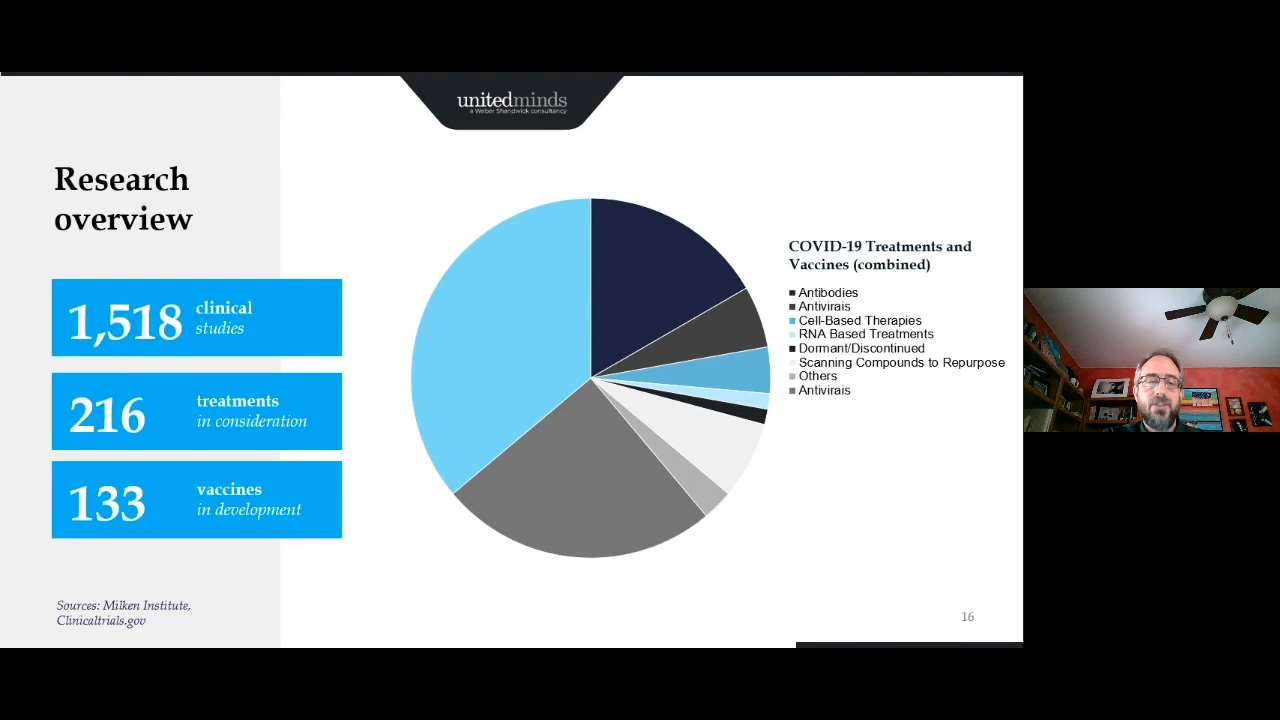 unitedminds
a Weber Shandwick consultancy
Research
overview
1,518 clinical
studies
216 treatments
in consideration
133 vaccines
in development
Sources: Milken Institute,
Clinicaltrials.gov
COVID-19 Treatments and
Vaccines (combined)
Antibodies
Antivirais
Cell-Based Therapies
RNA Based Treatments
Dormant/Discontinued
Scanning Compounds to Repurpose
Others
Antivirais
16